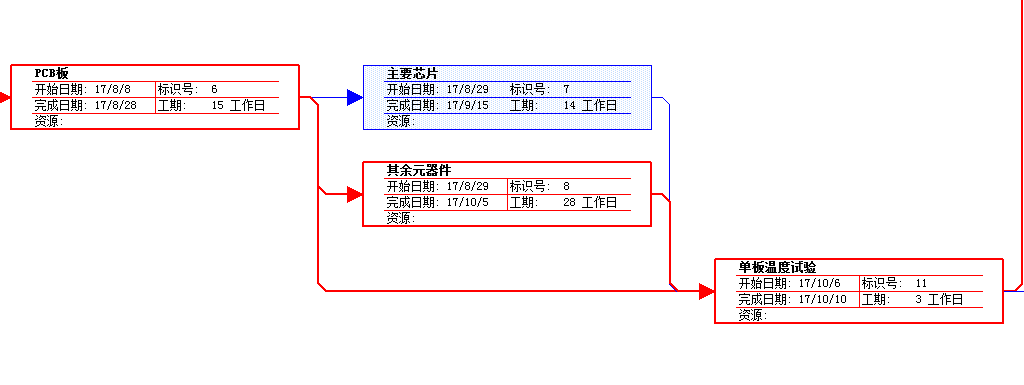 PCB板
开始日期: 17/8/8 标识号: 6
完成日期: 17/8/28 工期: 15 工作日
资源:
主要芯片
开始日期: 17/8/29 标识号: 7
完成日期: 17/9/15 工期: 14 工作日
资源:
其余元器件
开始日期: 17/8/29 标识号: 8
完成日期: 17/10/5 工期: 28 工作日
资源:
单板温度试验
开始日期: 17/10/6 标识号: 11
完成日期: 17/10/10 工期: 3 工作日
资源: